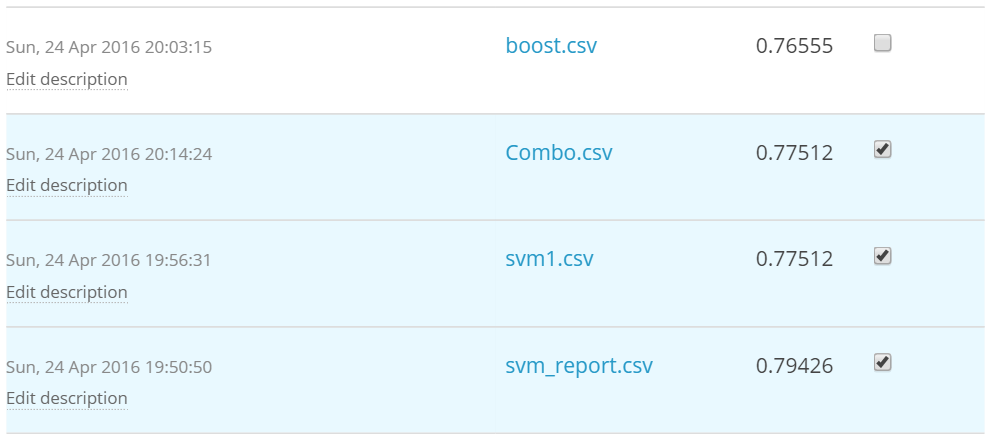 Sun, 24 Apr 2016 20:03:15 boost.csv 0.76555
Edit description
Sun, 24 Apr 2016 20:14:24 Combo.csv 0.77512
Edit description
Sun, 24 Apr 2016 19:56:31 svm1.csv 0.77512
Edit description
Sun, 24 Apr 2016 19:50:50 svm_report.csv 0.79426
Edit description